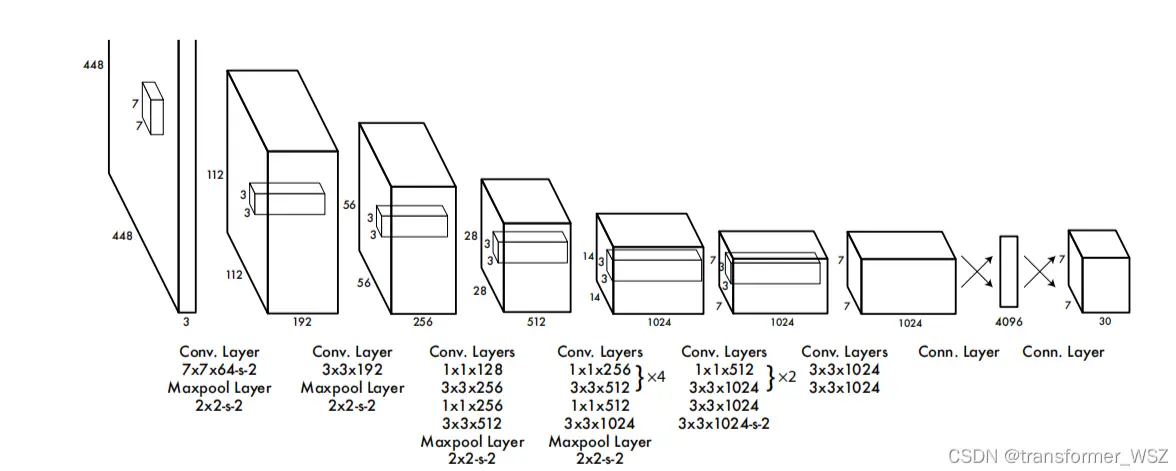 448
7
7
448
3
112
3
3
112
192
56
3
3
56
256
28
3
3
28
512
14
3
3
14
1024
7
3
3
7
1024
7
7
1024
4096
7
7
30
Conv. Layer
7x7x64-s-2
Maxpool Layer
2x2-s-2
Conv. Layer
3x3x192
Maxpool Layer
2x2-s-2
Conv. Layers
1x1x128
3x3x256
1x1x256
3x3x512
Maxpool Layer
2x2-s-2
Conv. Layers
1x1x256
3x3x512
} ×4
1x1x512
3x3x1024
Maxpool Layer
2x2-s-2
Conv. Layers
1x1x512
3x3x1024
} ×2
3x3x1024
3x3x1024-s-2
Conv. Layers
3x3x1024
3x3x1024
Conn. Layer
Conn. Layer
CSDN @transformer_WSZ